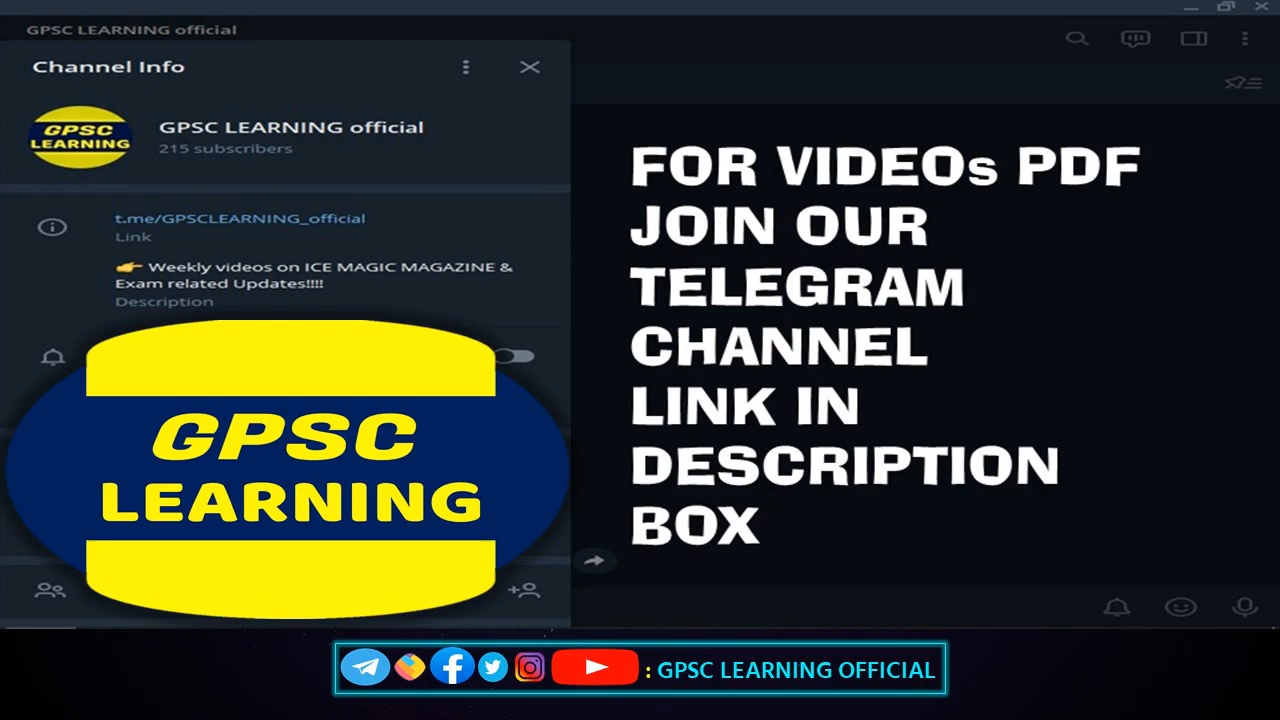 GPSC LEARNING official
Channel Info
GPSC
LEARNING
GPSC LEARNING official
215 subscribers
t.me/GPSCLEARNING_official
Link
👉 Weekly videos on ICE MAGIC MAGAZINE &
Exam related Updates!!!!
Description
GPSC
LEARNING
FOR VIDEOs PDF
JOIN OUR
TELEGRAM
CHANNEL
LINK IN
DESCRIPTION
BOX
: GPSC LEARNING OFFICIAL